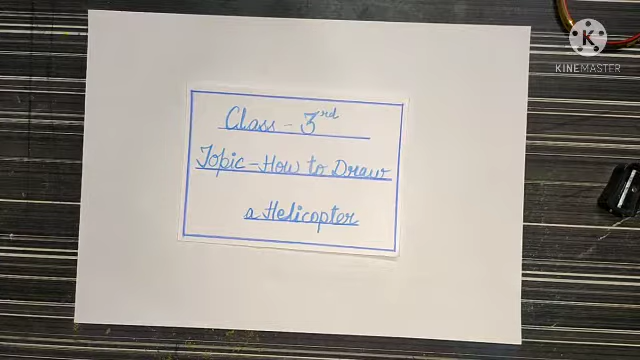 K
KINEMASTER
Class - 3rd
Topic - How to Draw
a Helicopter